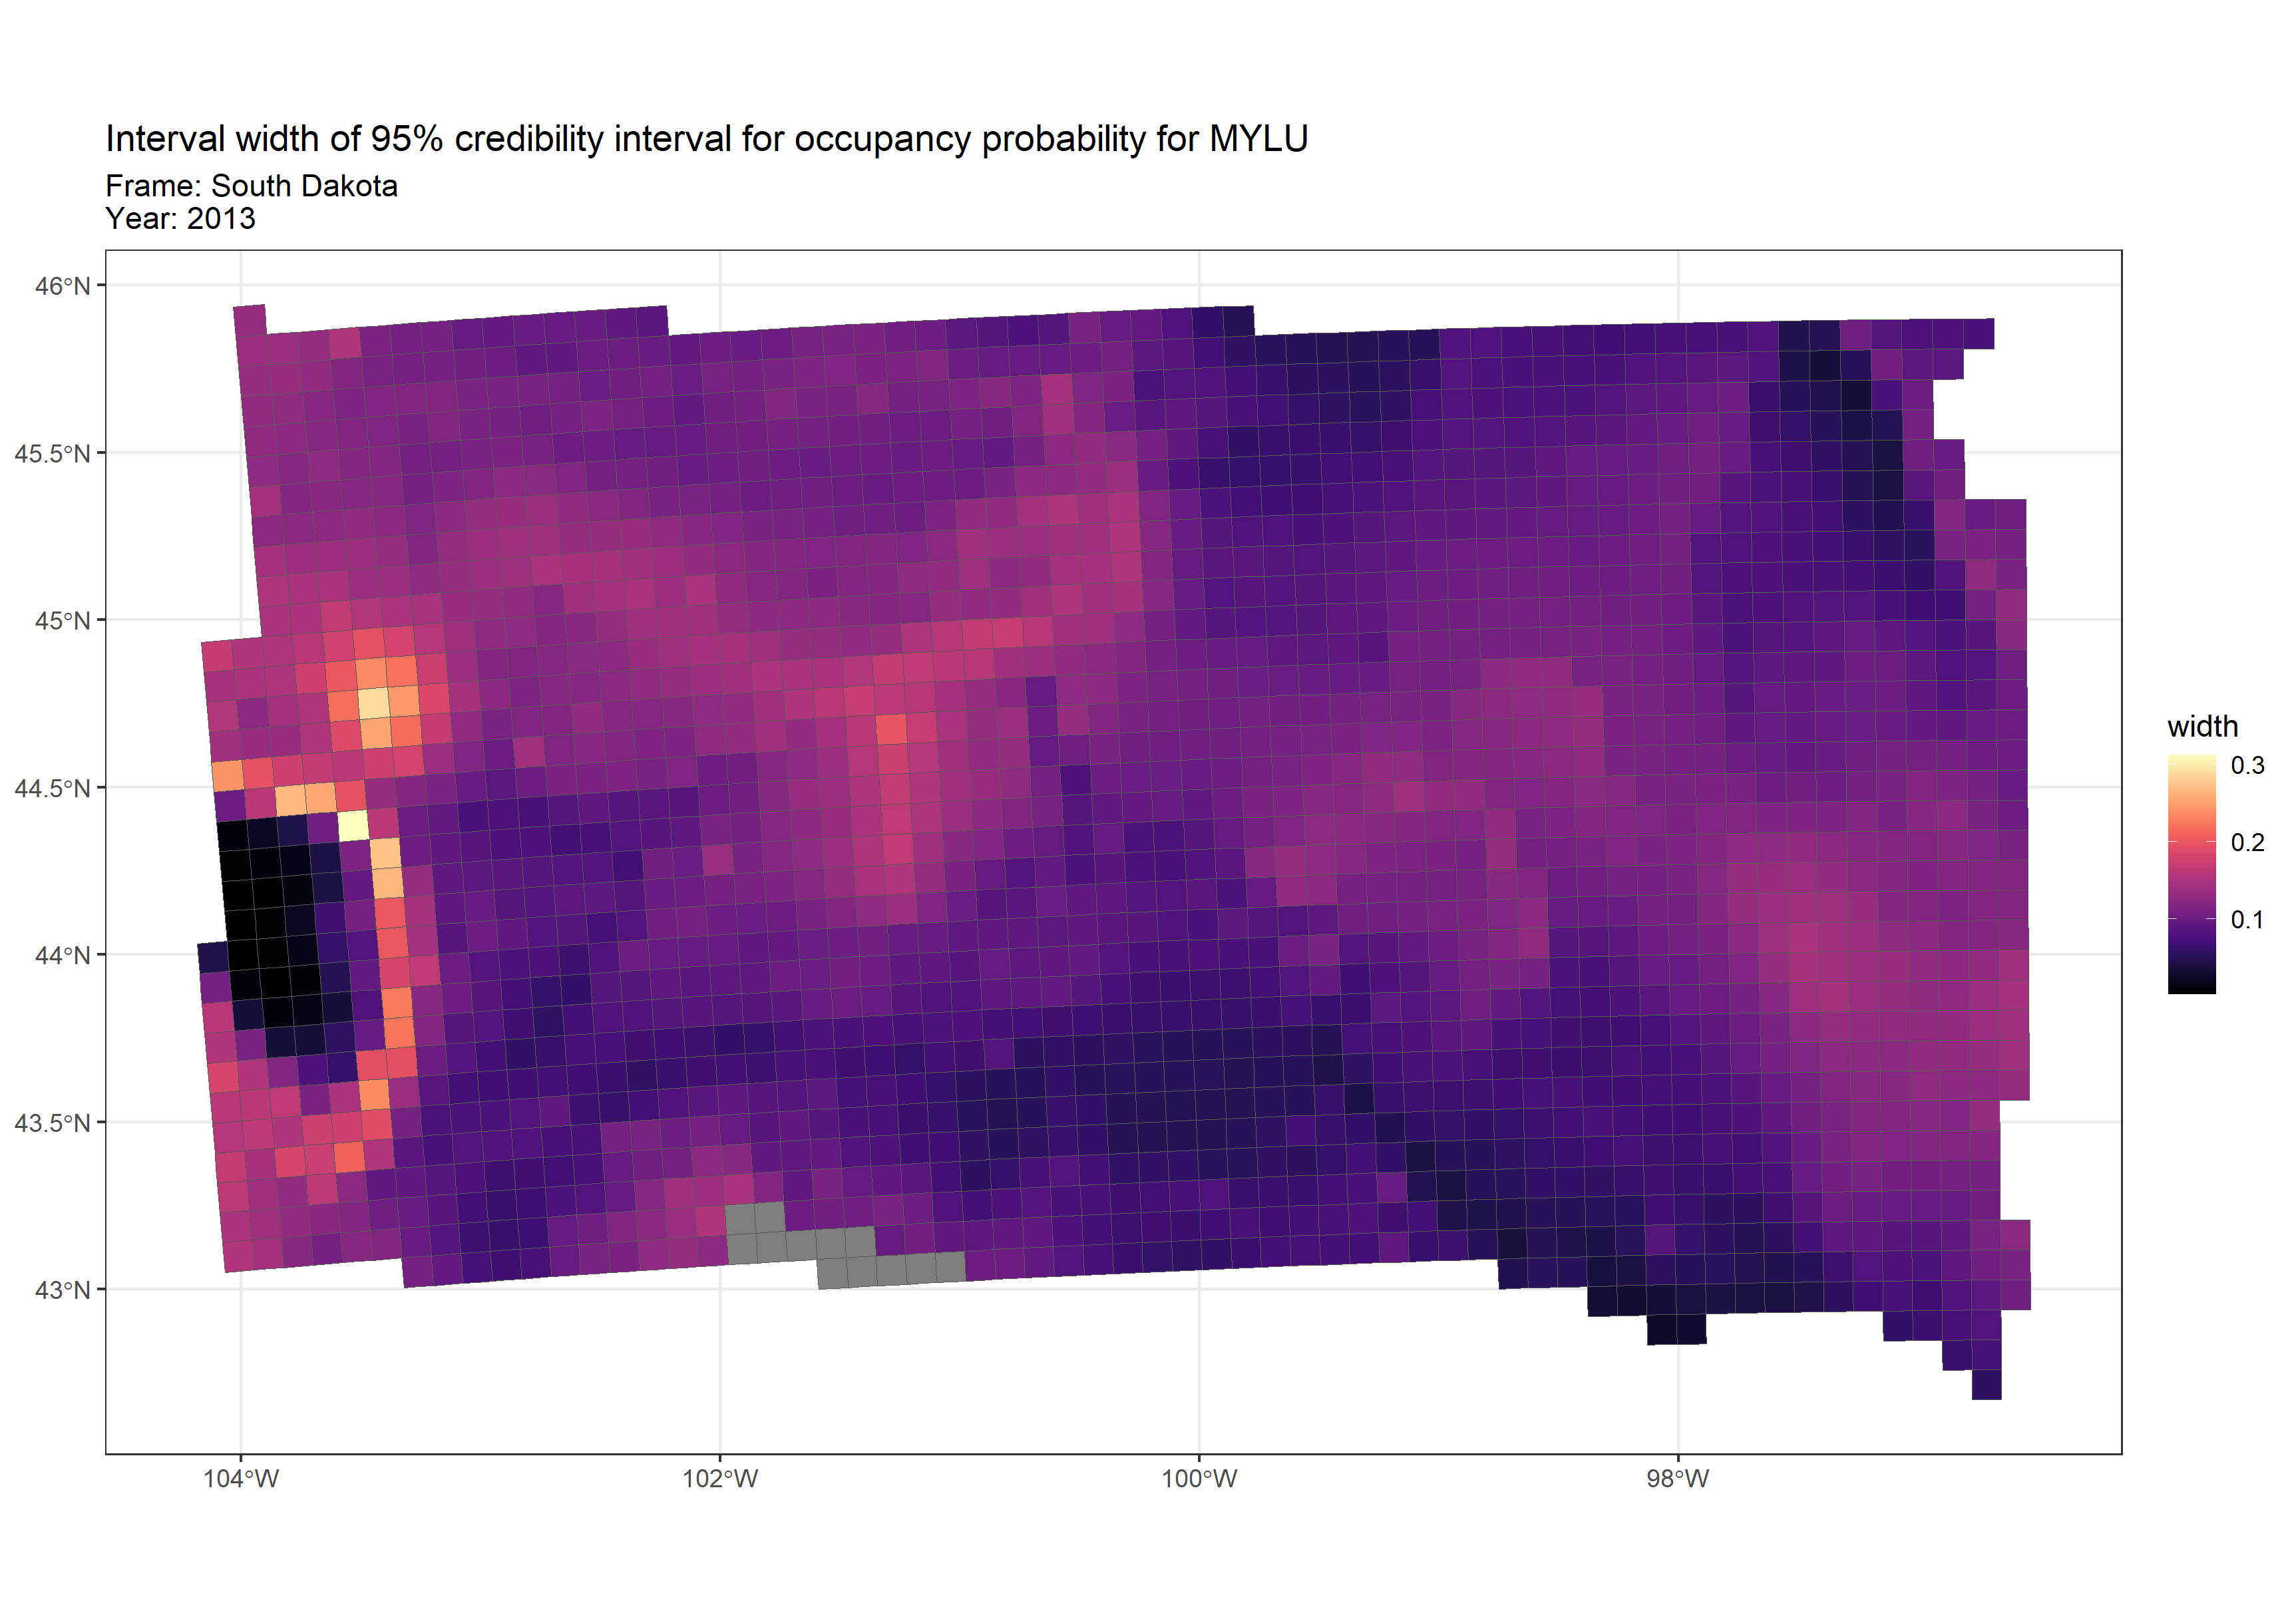 Interval width of 95% credibility interval for occupancy probability for MYLU
Frame: South Dakota
Year: 2013
46°N
45.5°N
45°N
44.5°N
44°N
43.5°N
43°N
104°W
102°W
100°W
98°W
width
0.3
0.2
0.1